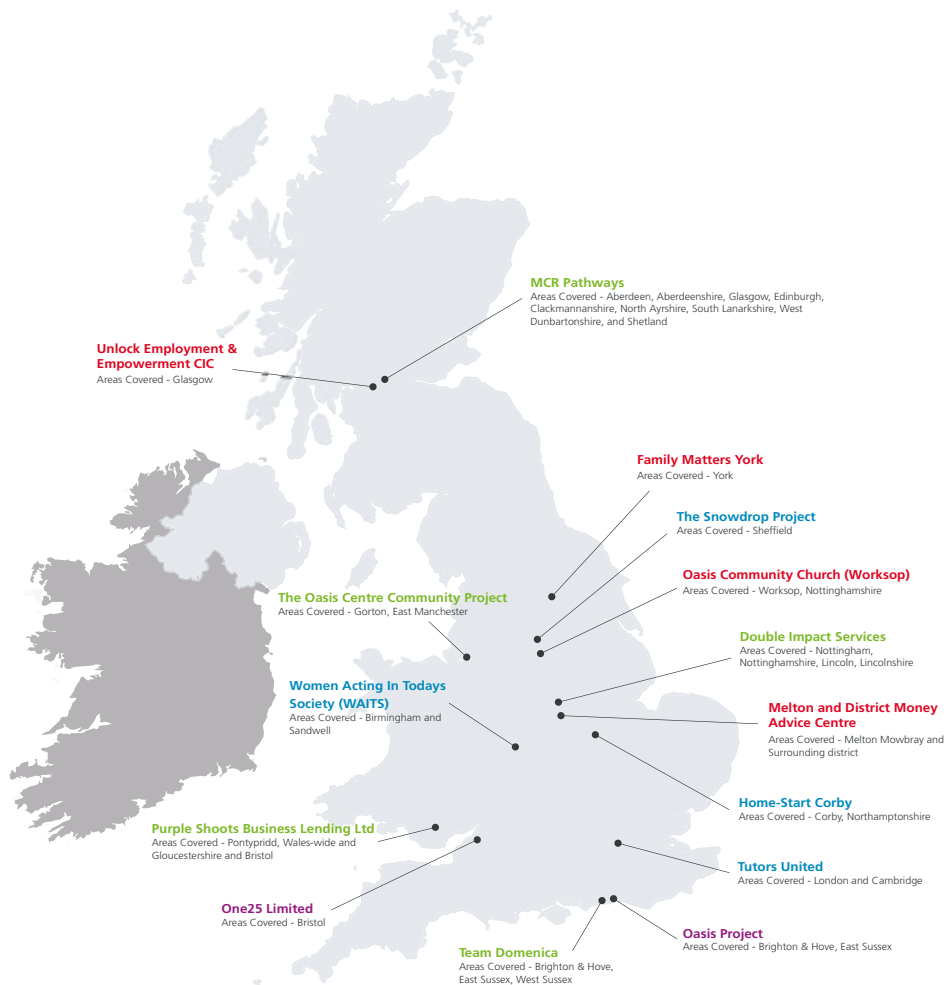 MCR Pathways
Areas Covered - Aberdeen, Aberdeenshire, Glasgow, Edinburgh,
Clackmannanshire, North Ayrshire, South Lanarkshire, West
Dunbartonshire, and Shetland
Unlock Employment &
Empowerment CIC
Areas Covered - Glasgow
Family Matters York
Areas Covered - York
The Snowdrop Project
Areas Covered - Sheffield
Oasis Community Church (Worksop)
Areas Covered - Worksop, Nottinghamshire
The Oasis Centre Community Project
Areas Covered - Gorton, East Manchester
Double Impact Services
Areas Covered - Nottingham,
Nottinghamshire, Lincoln, Lincolnshire
Women Acting In Todays
Society (WAITS)
Areas Covered - Birmingham and
Sandwell
Melton and District Money
Advice Centre
Areas Covered - Melton Mowbray and
Surrounding district
Home-Start Corby
Areas Covered - Corby, Northamptonshire
Purple Shoots Business Lending Ltd
Areas Covered - Pontypridd, Wales-wide and
Gloucestershire and Bristol
Tutors United
Areas Covered - London and Cambridge
One25 Limited
Areas Covered - Bristol
Oasis Project
Areas Covered - Brighton & Hove, East Sussex
Team Domenica
Areas Covered - Brighton & Hove,
East Sussex, West Sussex